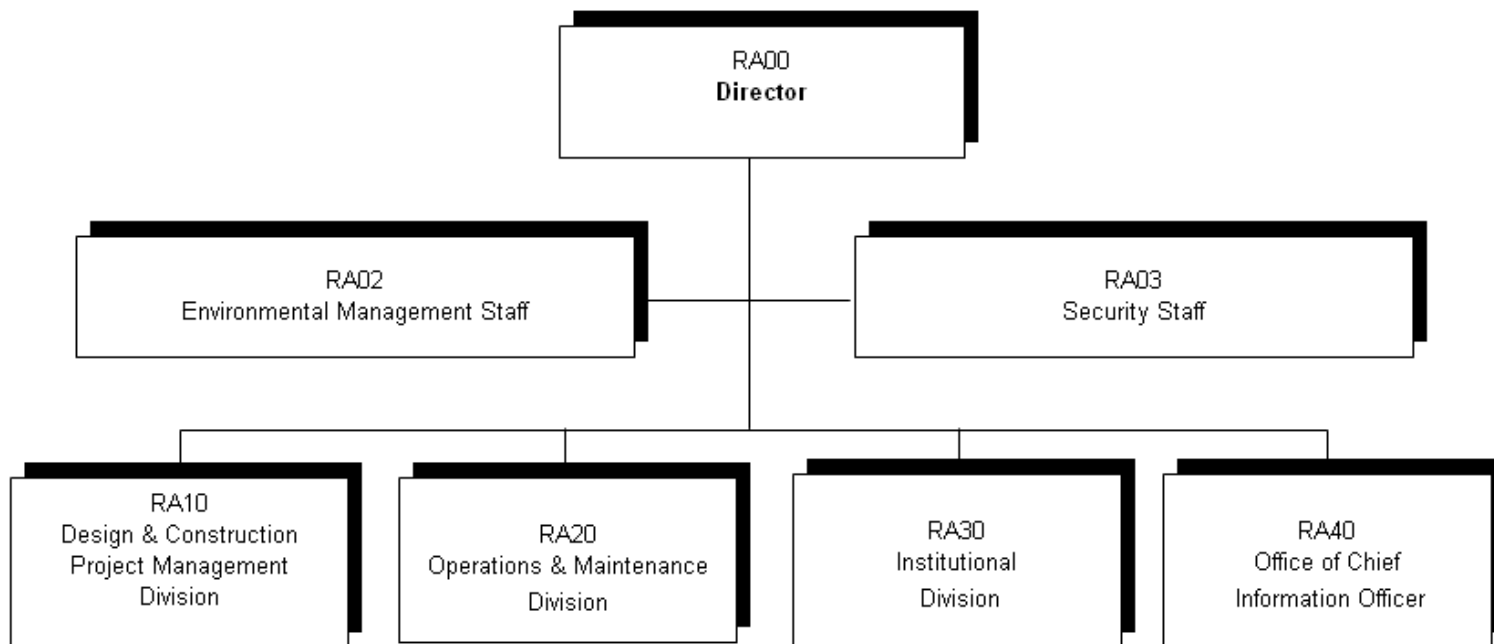 RA00
Director
RA02
Environmental Management Staff
RA03
Security Staff
RA10
Design & Construction
Project Management
Division
RA20
Operations & Maintenance
Division
RA30
Institutional
Division
RA40
Office of Chief
Information Officer